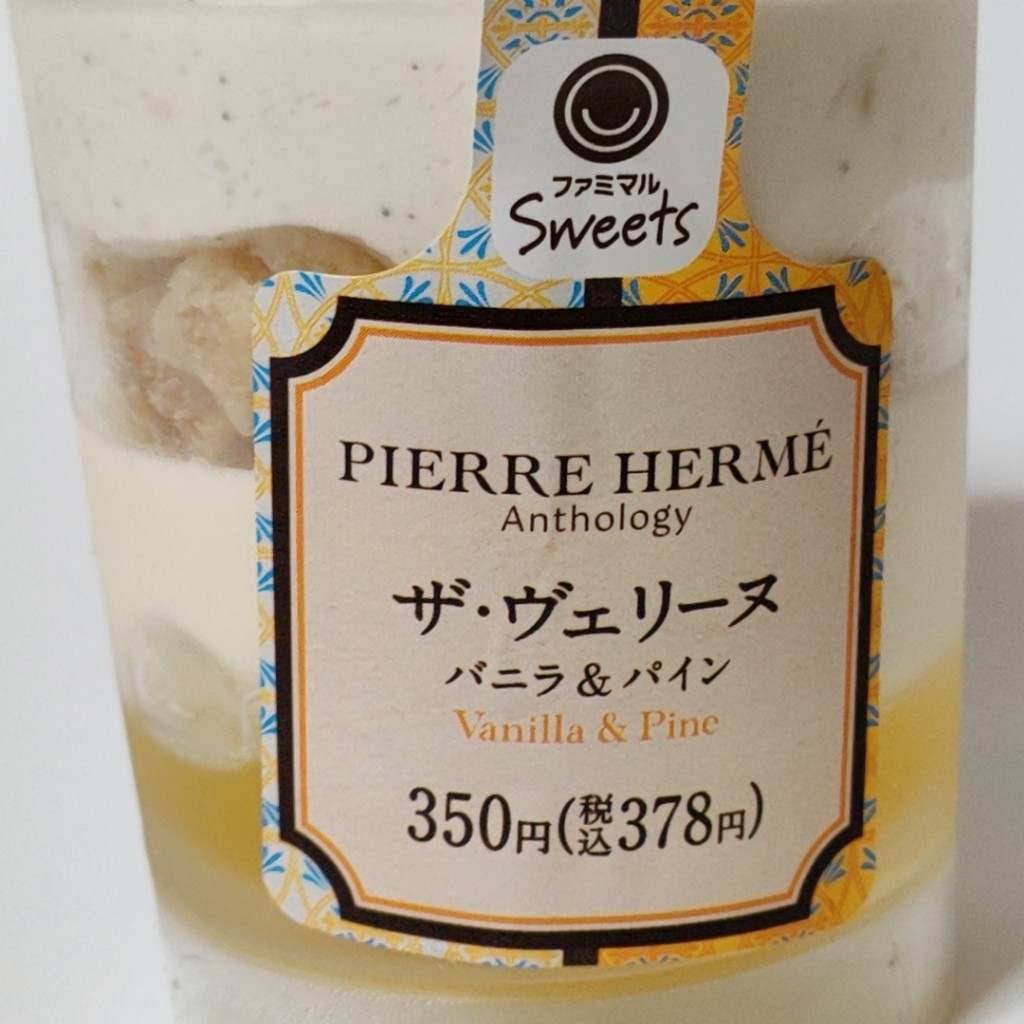 ファミマル
Sweets
PIERRE HERMÉ
Anthology
ザ・ヴェリーヌ
バニラ&パイン
Vanilla & Pine
350円(税込378円)